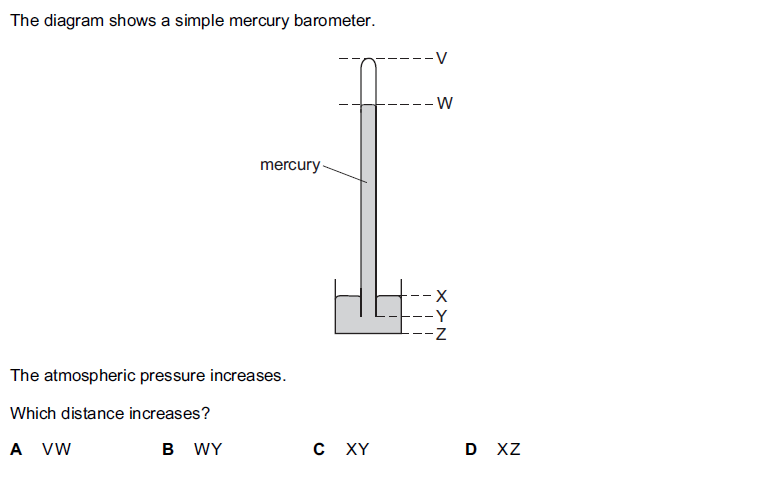 The diagram shows a simple mercury barometer.
V
W
mercury
X
Y
Z
The atmospheric pressure increases.
Which distance increases?
A VW B WY C XY D XZ